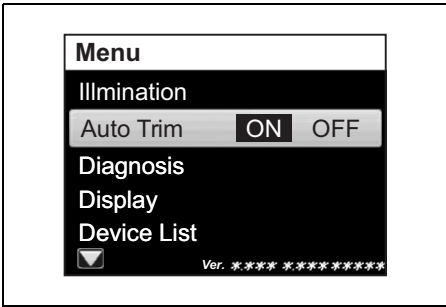 Menu
Illmination
Auto Trim ON OFF
Diagnosis
Display
Device List
Ver. *.*** *.*** *****